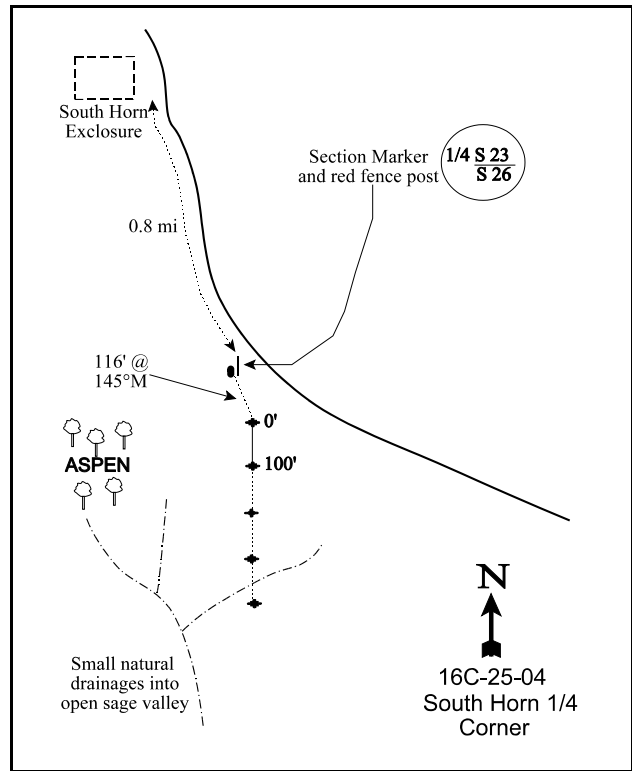 South Horn
Exclosure
Section Marker
and red fence post
1/4 S 23
S 26
0.8 mi
116' @
145°M
0'
100'
ASPEN
N
Small natural
drainages into
open sage valley
16C-25-04
South Horn 1/4
Corner